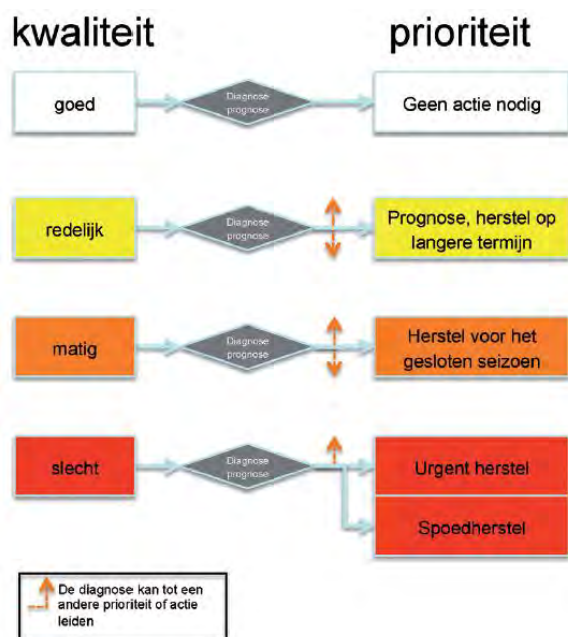 kwaliteit
prioriteit
goed
Diagnose
prognose
Geen actie nodig
redelijk
Diagnose
prognose
Prognose, herstel op
langere termijn
matig
Diagnose
prognose
Herstel voor het
gesloten seizoen
slecht
Diagnose
prognose
Urgent herstel
Spoedherstel
De diagnose kan tot een
andere prioriteit of actie
leiden